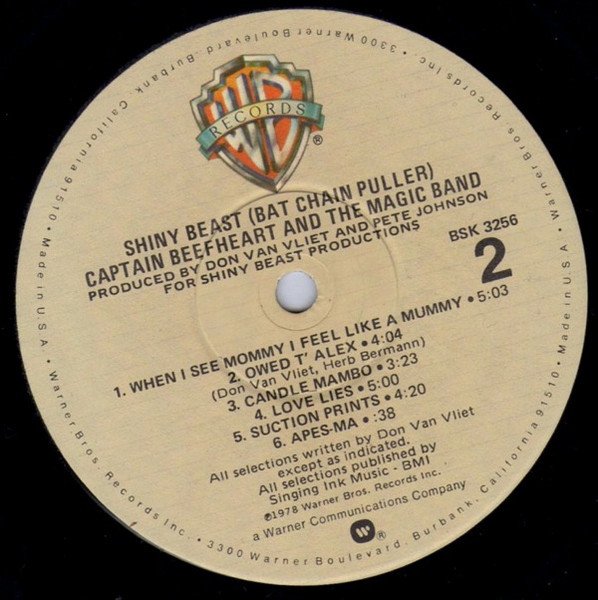 WB
RECORDS
®
SHINY BEAST (BAT CHAIN PULLER)
CAPTAIN BEEFHEART AND THE MAGIC BAND
PRODUCED BY DON VAN VLIET AND PETE JOHNSON
FOR SHINY BEAST PRODUCTIONS
BSK 3256
2
1. WHEN I SEE MOMMY I FEEL LIKE A MUMMY • 5:03
2. OWED T' ALEX • 4:04
(Don Van Vliet, Herb Bermann)
3. CANDLE MAMBO • 3:23
4. LOVE LIES • 5:00
5. SUCTION PRINTS • 4:20
6. APES-MA • :38
All selections written by Don Van Vliet
except as indicated.
All selections published by
Singing Ink Music - BMI
℗1978 Warner Bros. Records Inc.
a Warner Communications Company
W ®
Warner Bros. Records Inc. • 3300 Warner Boulevard, Burbank, California 91510 • Made in U.S.A. • Warner Bros. Records Inc. • 3300 Warner Boulevard, Burbank, California 91510 • Made in U.S.A. •